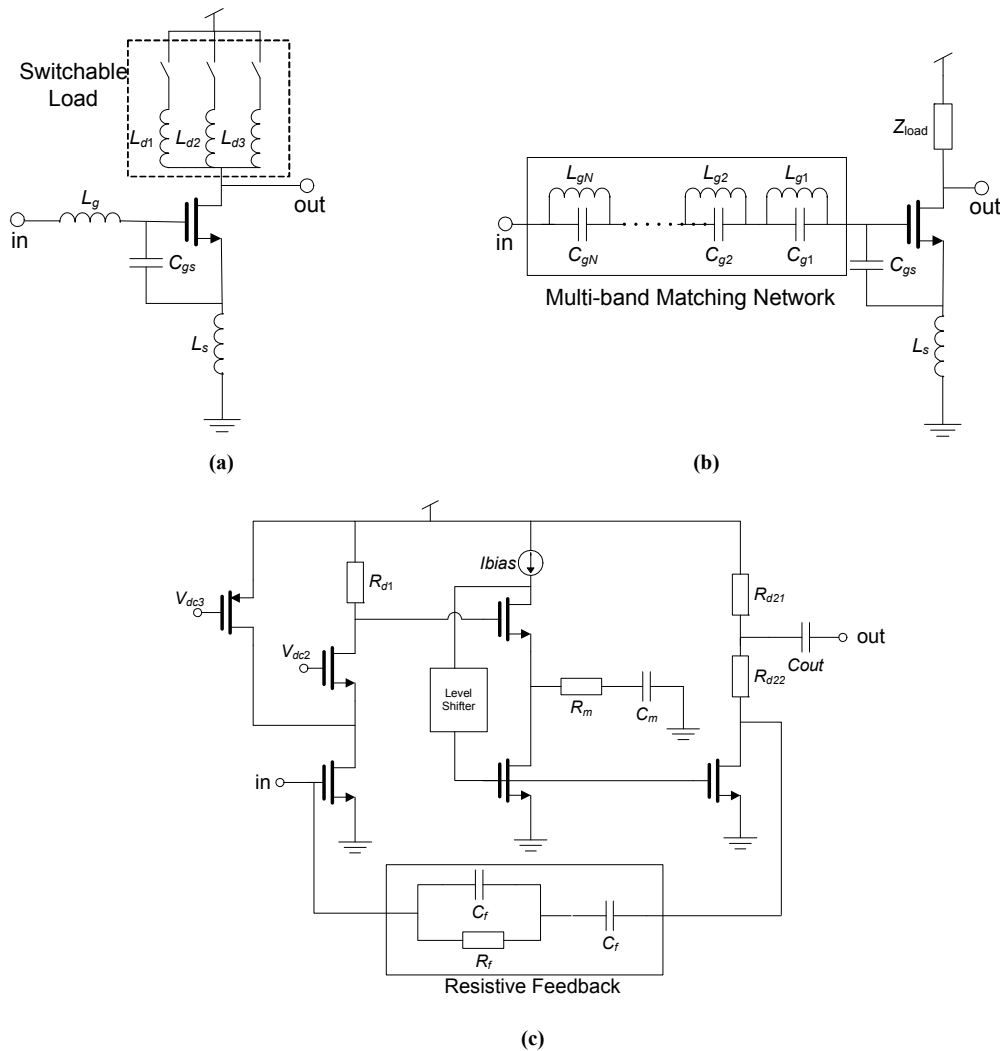 Switchable
Load
L_d1 L_d2 L_d3
L_g
out
in
C_gs
L_s
(a)
Z_load
L_gN L_g2 L_g1
out
in
C_gN C_g2 C_g1
C_gs
Multi-band Matching Network
L_s
(b)
Ibias
R_d1
V_dc3
R_d21
out
V_dc2
Cout
R_d22
Level
Shifter
R_m C_m
in
C_f
C_f
R_f
Resistive Feedback
(c)